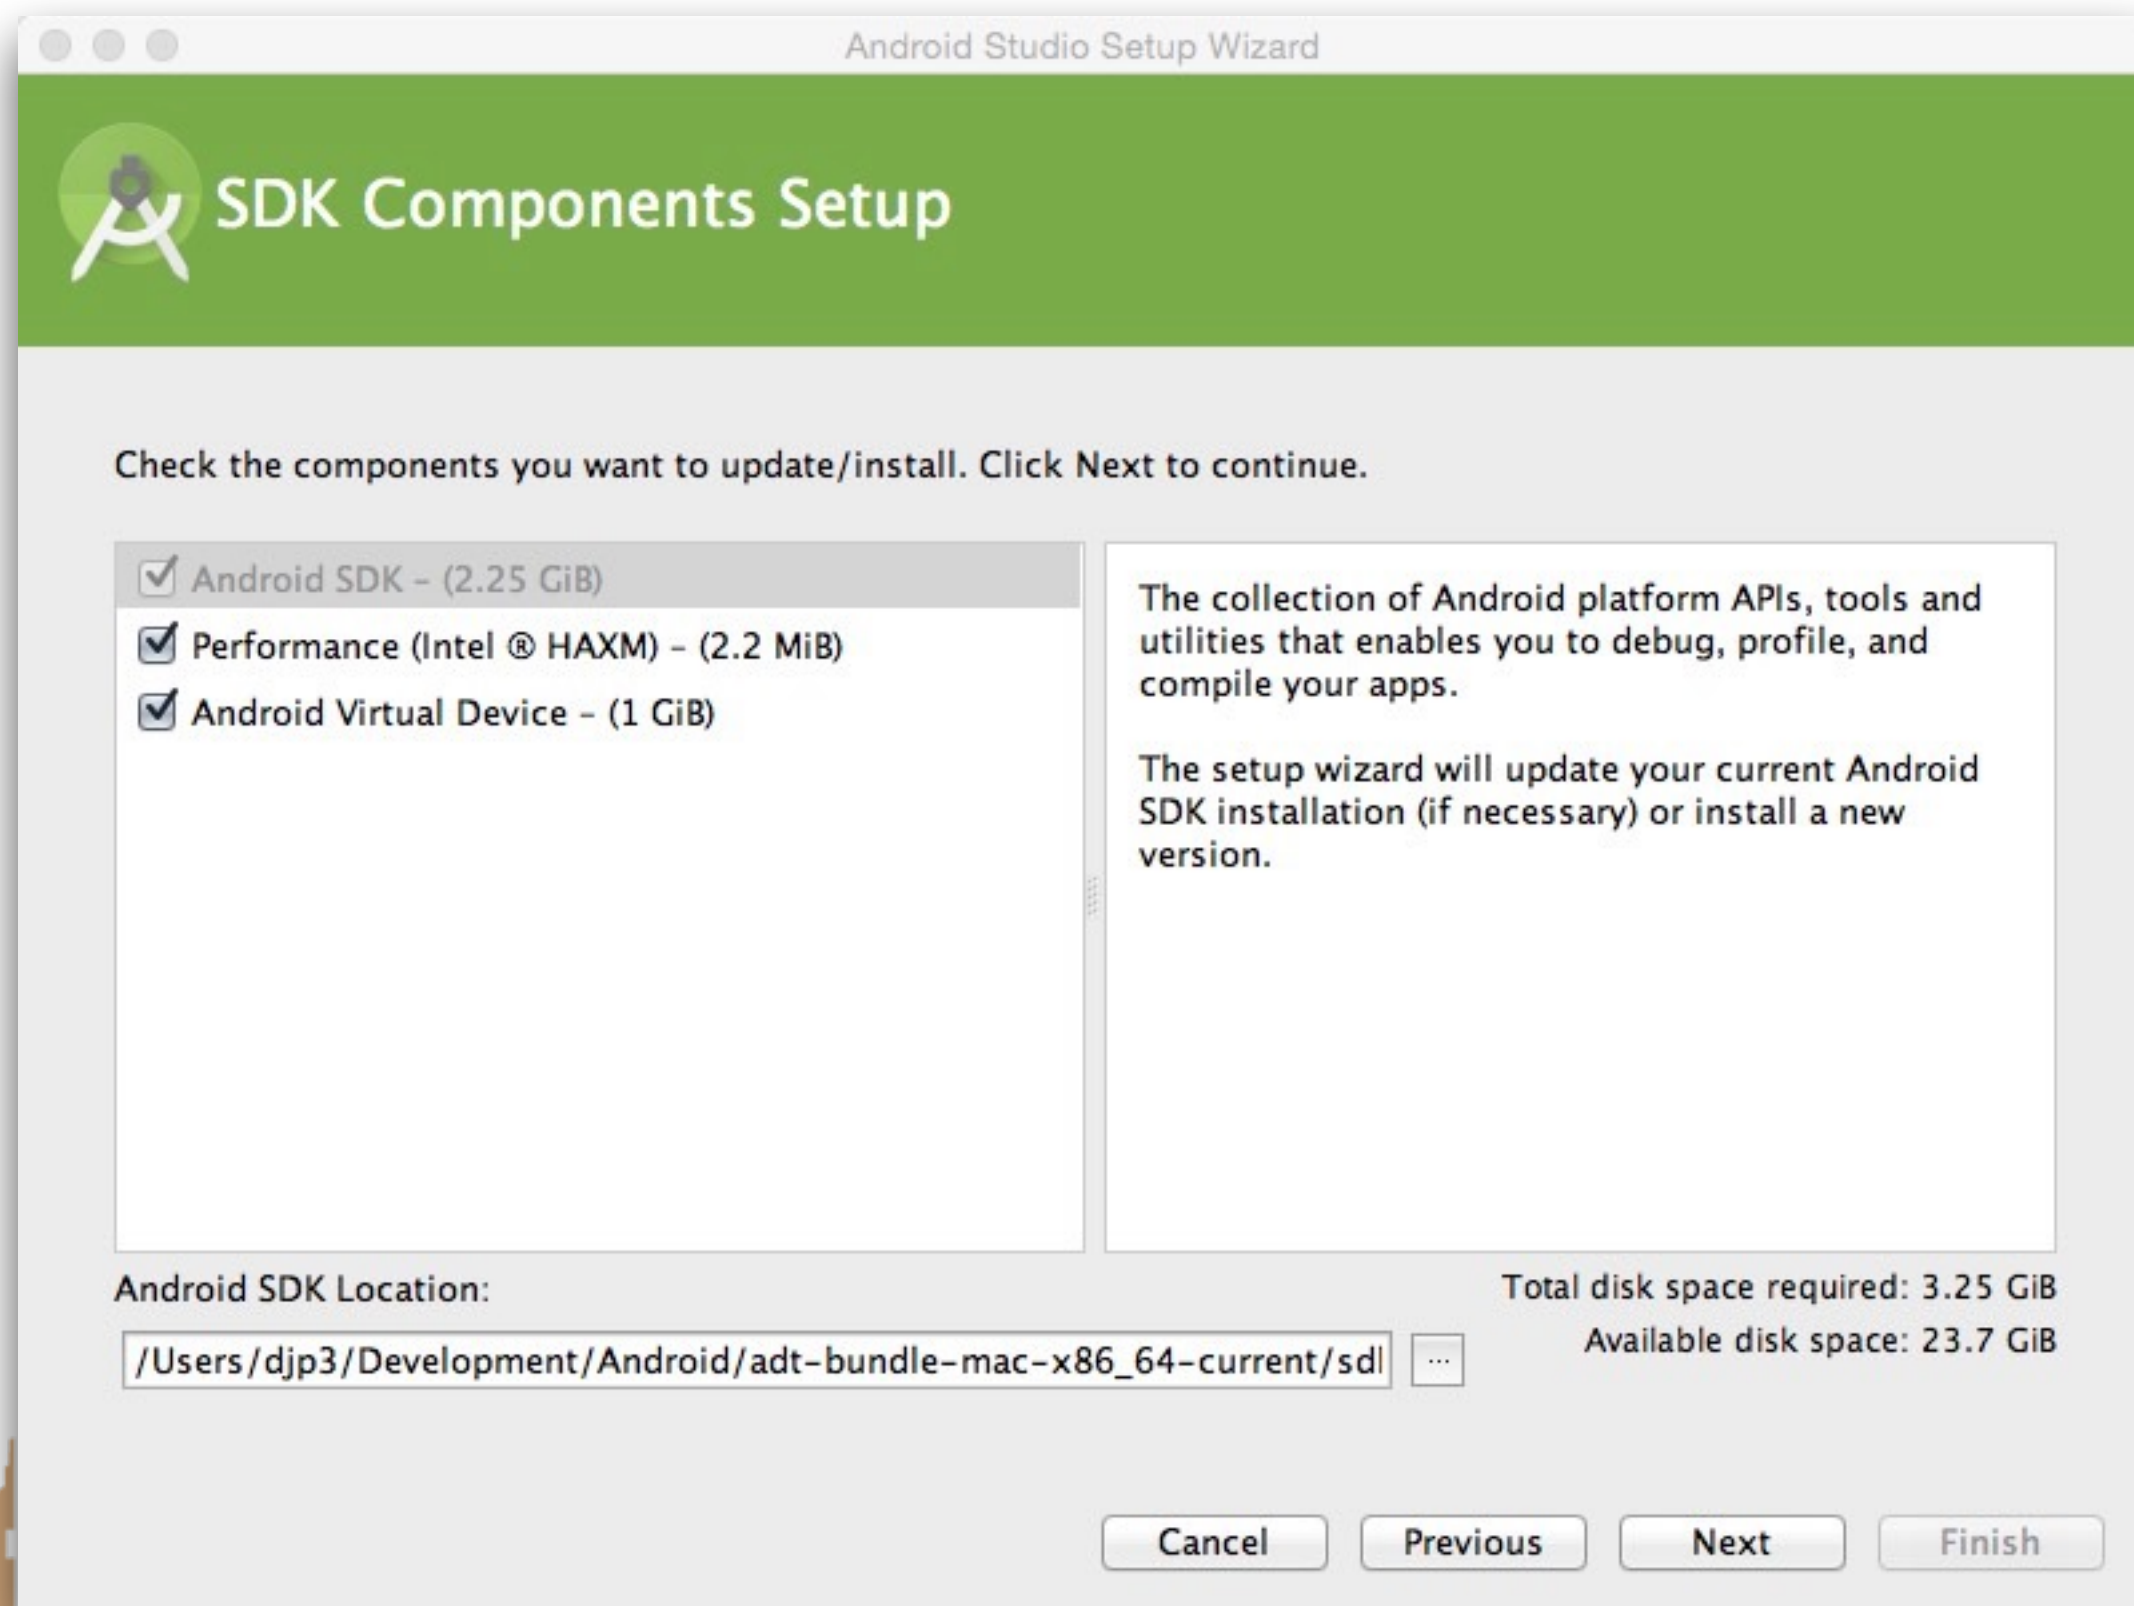 Android Studio Setup Wizard
SDK Components Setup
Check the components you want to update/install. Click Next to continue.
Android SDK – (2.25 GiB)
Performance (Intel ® HAXM) – (2.2 MiB)
Android Virtual Device – (1 GiB)
The collection of Android platform APIs, tools and
utilities that enables you to debug, profile, and
compile your apps.
The setup wizard will update your current Android
SDK installation (if necessary) or install a new
version.
Android SDK Location:
/Users/djp3/Development/Android/adt-bundle-mac-x86_64-current/sd
...
Total disk space required: 3.25 GiB
Available disk space: 23.7 GiB
Cancel
Previous
Next
Finish